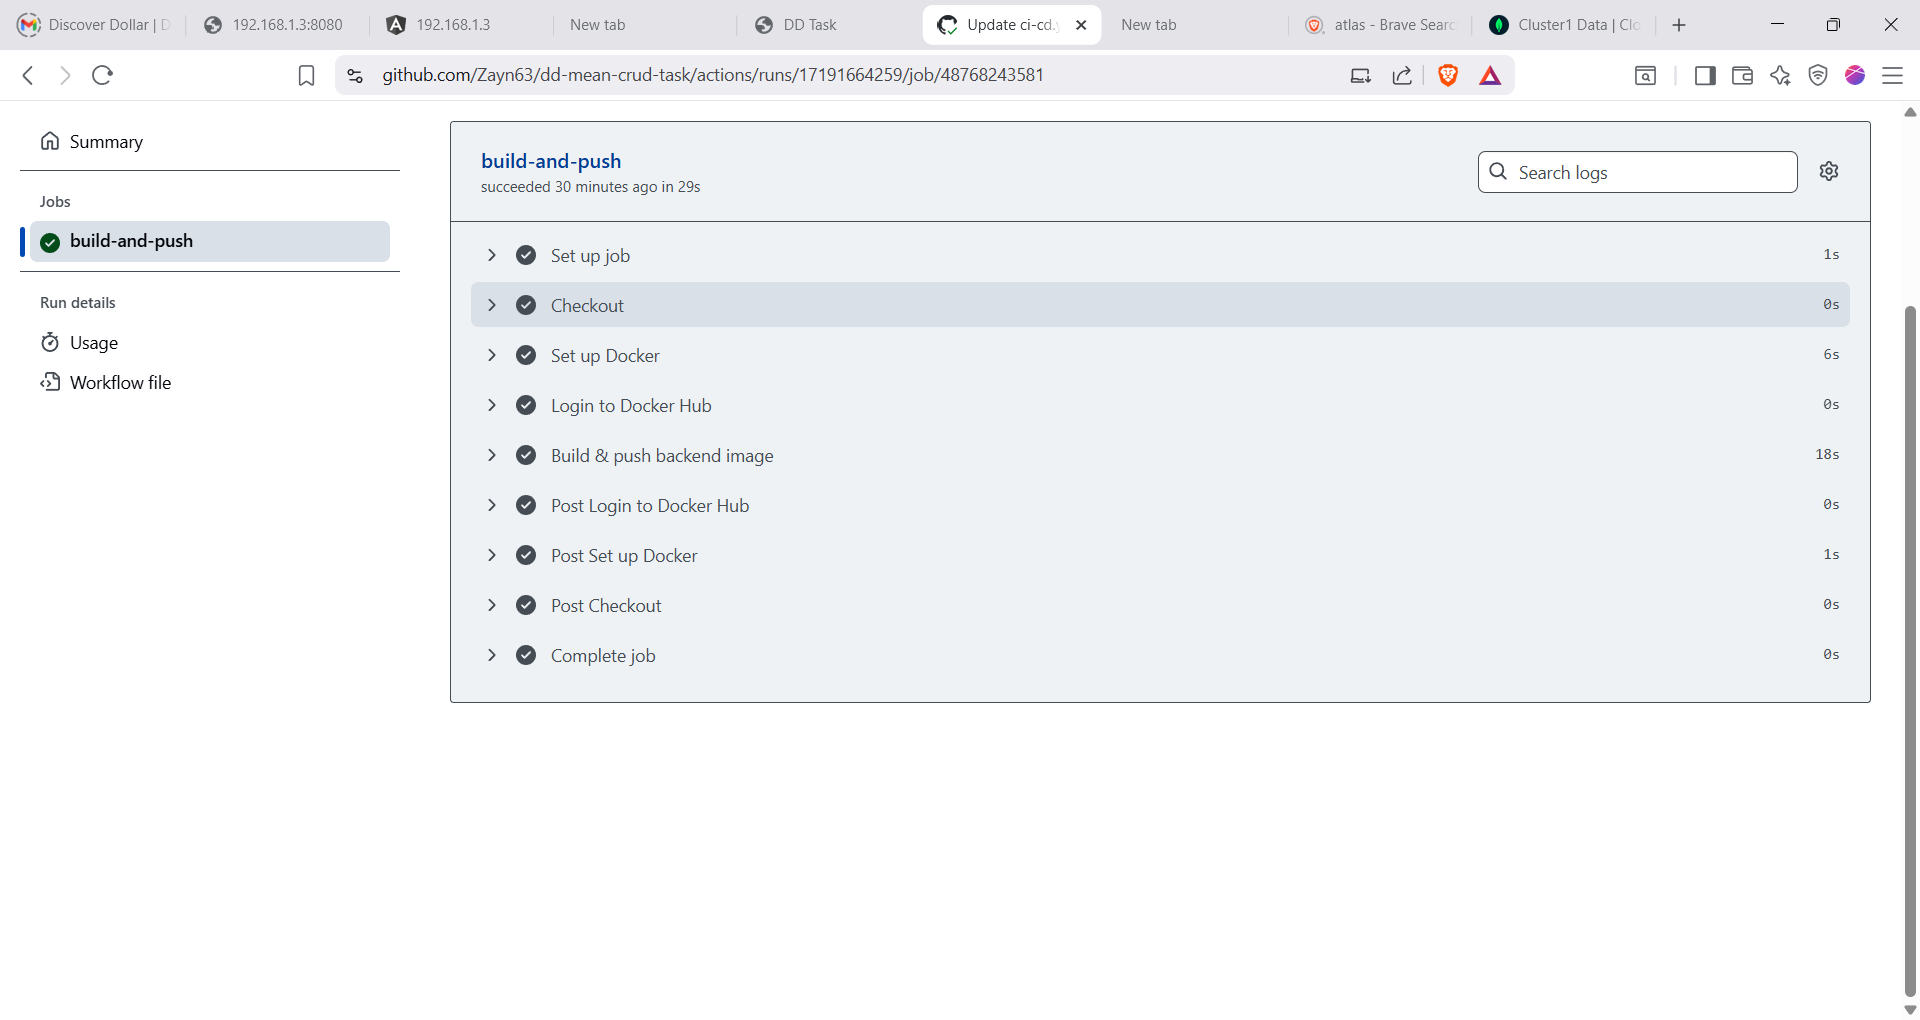 Discover Dollar | D
192.168.1.3:8080
192.168.1.3
New tab
DD Task
Update ci-cd.y
New tab
atlas - Brave Searc
Cluster1 Data | Clo
github.com/Zayn63/dd-mean-crud-task/actions/runs/17191664259/job/48768243581
Summary
Jobs
build-and-push
Run details
Usage
Workflow file
build-and-push
succeeded 30 minutes ago in 29s
Search logs
Set up job 1s
Checkout 0s
Set up Docker 6s
Login to Docker Hub 0s
Build & push backend image 18s
Post Login to Docker Hub 0s
Post Set up Docker 1s
Post Checkout 0s
Complete job 0s